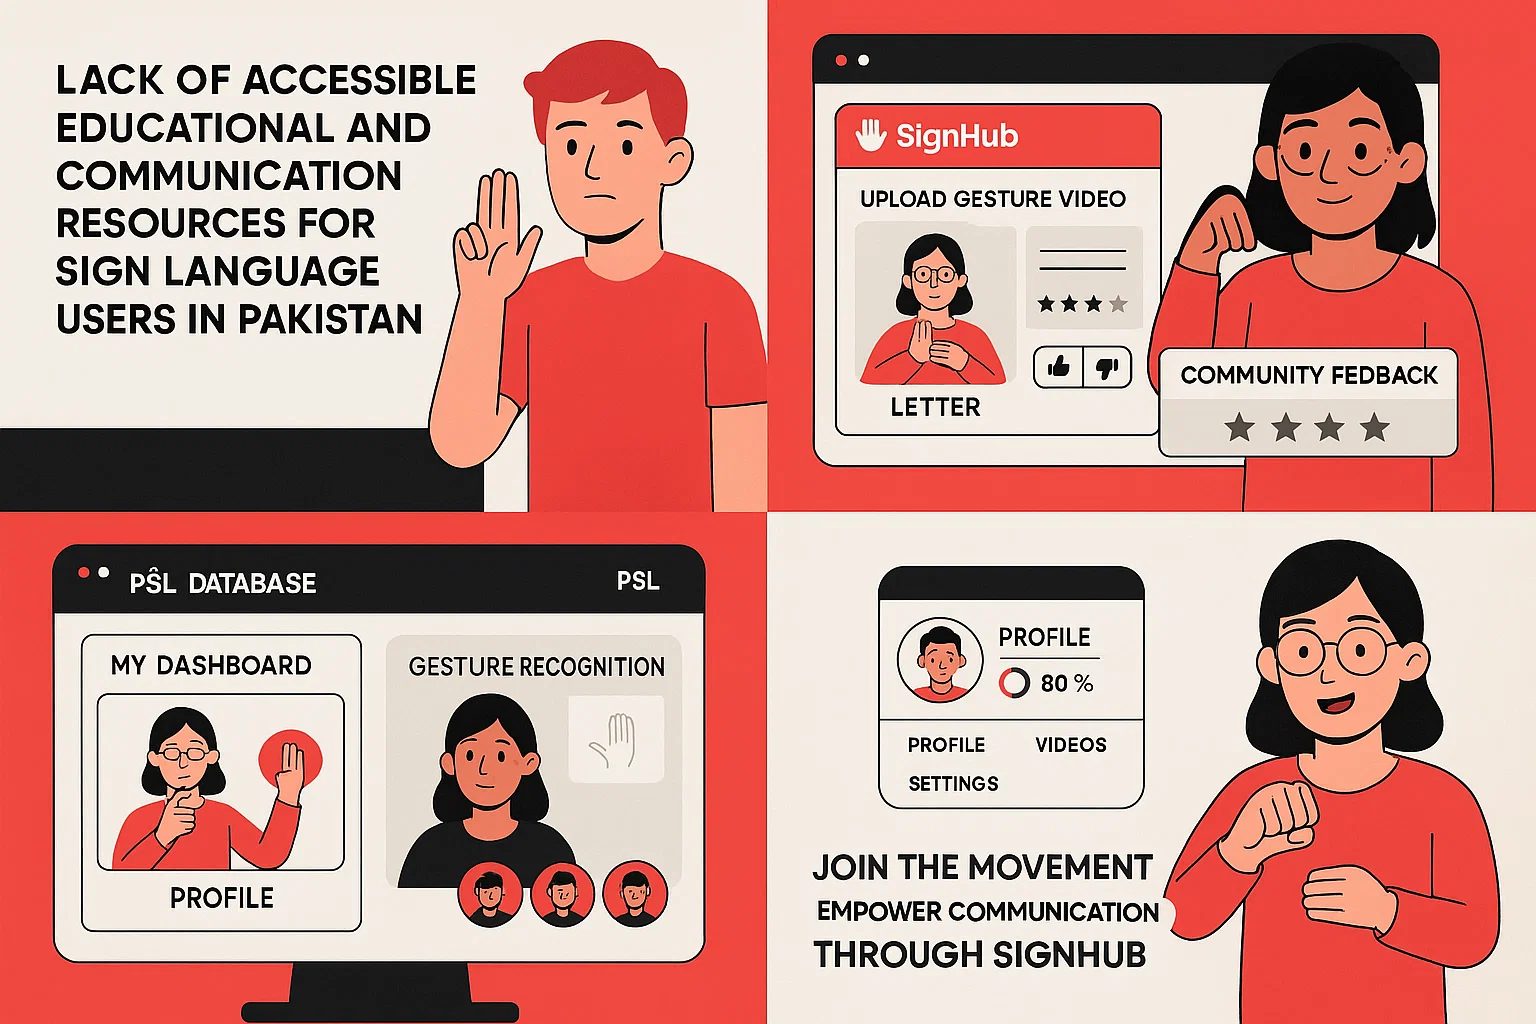 LACK OF ACCESSIBLE
EDUCATIONAL AND
COMMUNICATION
RESOURCES FOR
SIGN LANGUAGE
USERS IN PAKISTAN
SignHub
UPLOAD GESTURE VIDEO
LETTER
COMMUNITY FEDBACK
PŜL DATABASE
PSL
MY DASHBOARD
PROFILE
GESTURE RECOGNITION
PROFILE
80 %
PROFILE
VIDEOS
SETTINGS
JOIN THE MOVEMENT
EMPOWER COMMUNICATION
THROUGH SIGNHUB